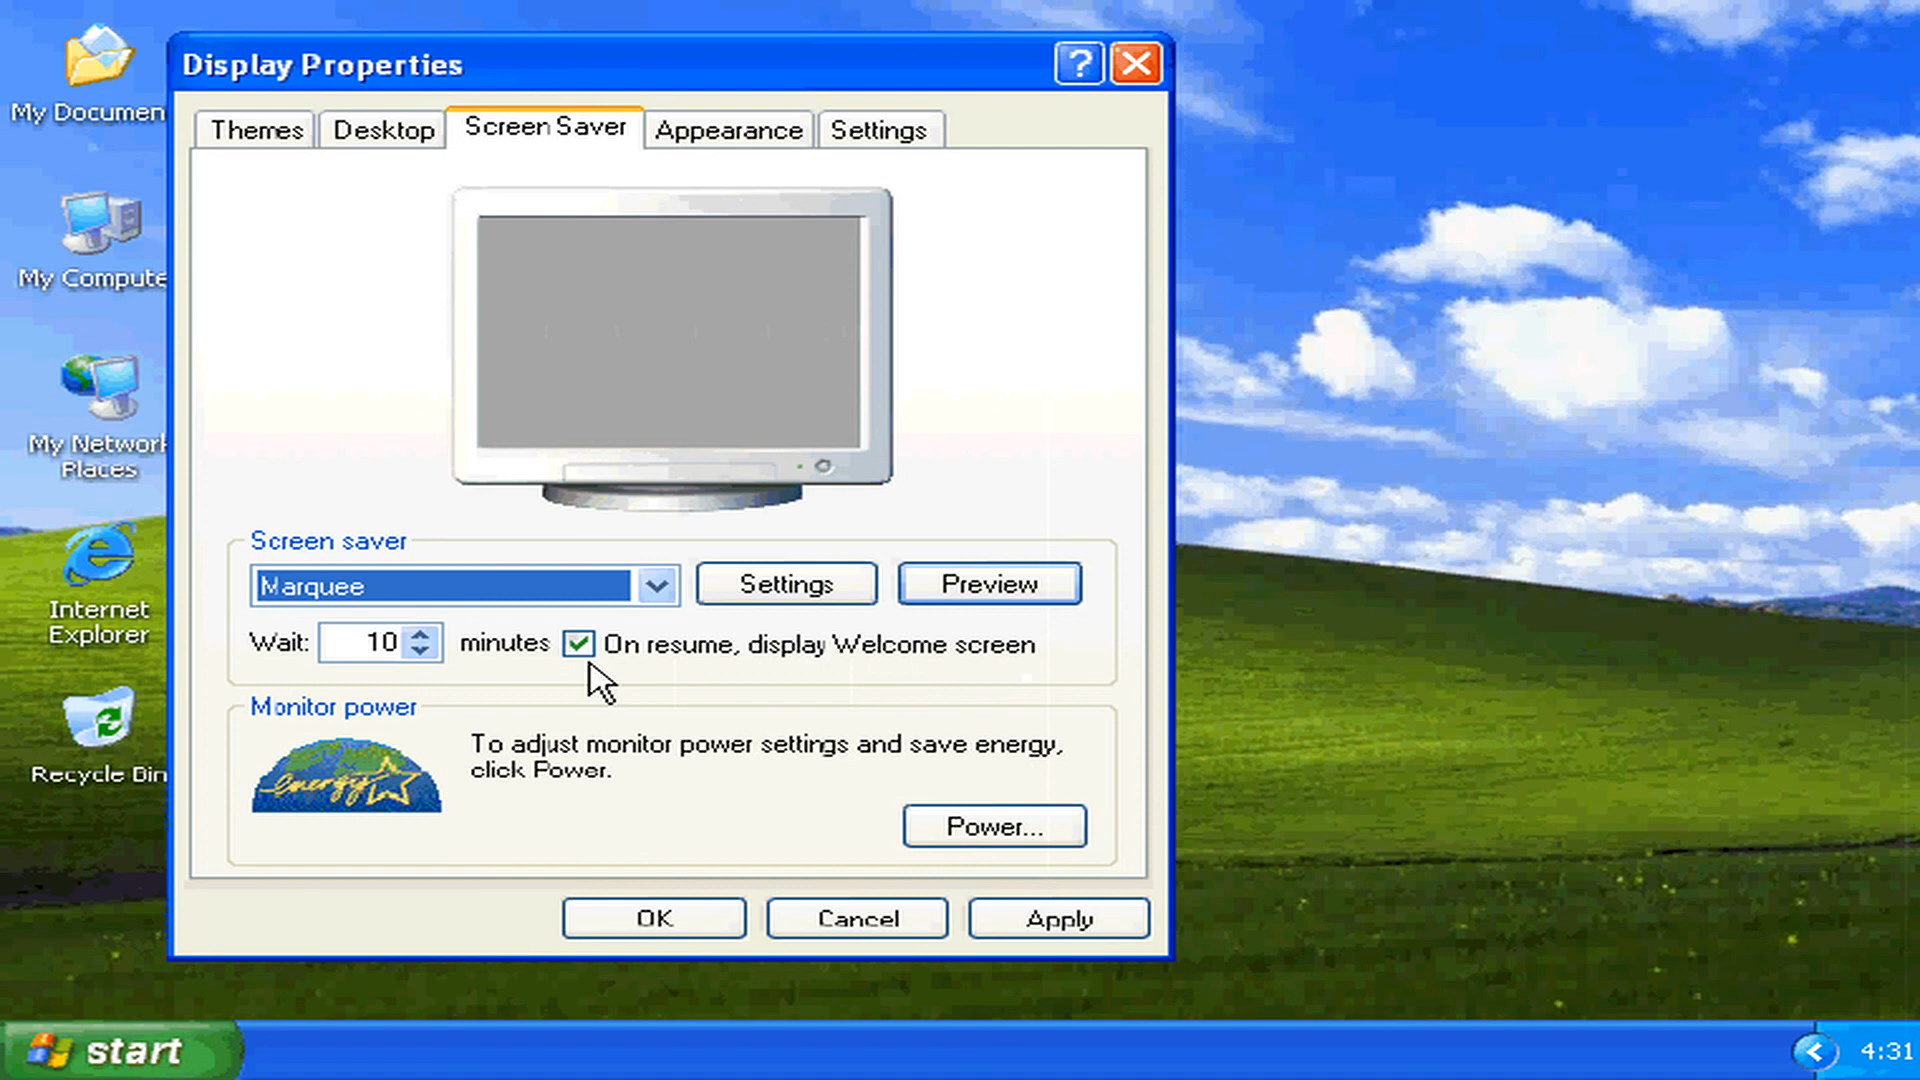 My Documen
My Compute
My Network
Places
Internet
Explorer
Recycle Bin
Display Properties
?
Themes
Desktop
Screen Saver
Appearance
Settings
Screen saver
Marquee
Settings
Preview
Wait: 10 minutes
On resume, display Welcome screen
Monitor power
energy
To adjust monitor power settings and save energy,
click Power.
Power...
OK
Cancel
Apply
start
4:31